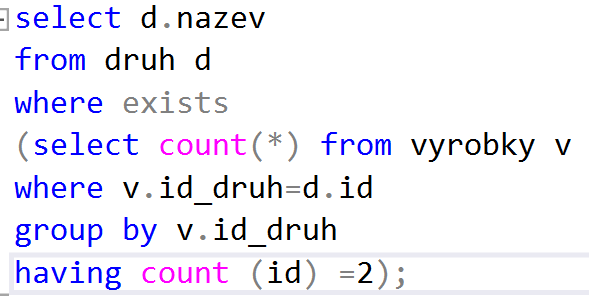 select d.nazev
from druh d
where exists
(select count(*) from vyrobky v
where v.id_druh=d.id
group by v.id_druh
having count (id) =2);